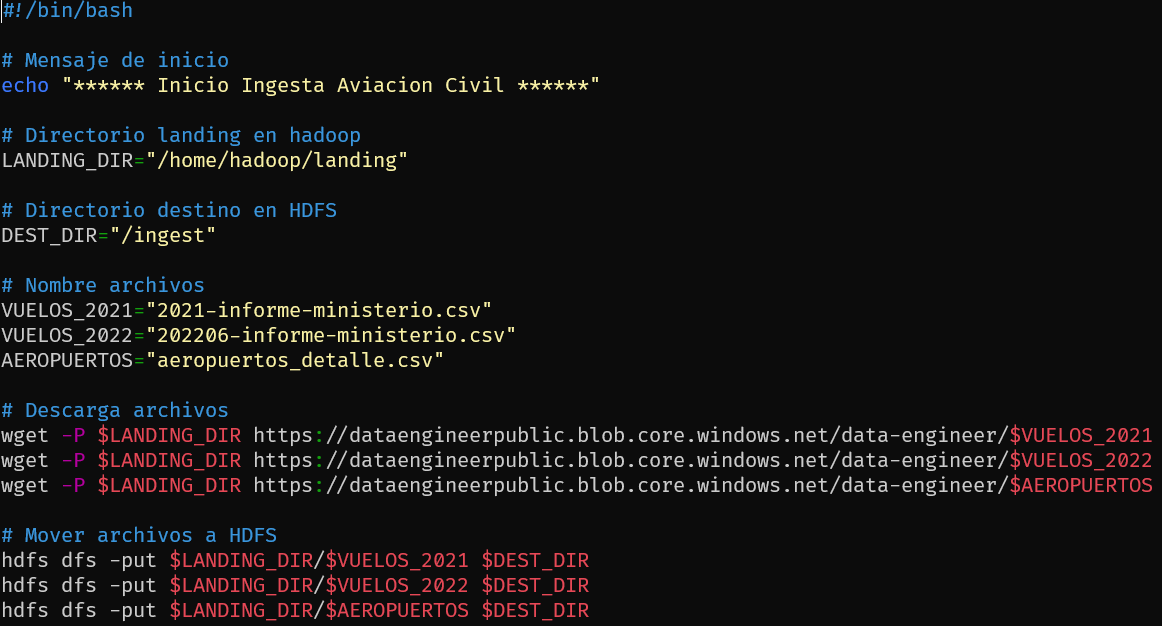 #!/bin/bash
# Mensaje de inicio
echo "****** Inicio Ingesta Aviacion Civil ******"
# Directorio landing en hadoop
LANDING_DIR="/home/hadoop/landing"
# Directorio destino en HDFS
DEST_DIR="/ingest"
# Nombre archivos
VUELOS_2021="2021-informe-ministerio.csv"
VUELOS_2022="202206-informe-ministerio.csv"
AEROPUERTOS="aeropuertos_detalle.csv"
# Descarga archivos
wget -P $LANDING_DIR https://dataengineerpublic.blob.core.windows.net/data-engineer/$VUELOS_2021
wget -P $LANDING_DIR https://dataengineerpublic.blob.core.windows.net/data-engineer/$VUELOS_2022
wget -P $LANDING_DIR https://dataengineerpublic.blob.core.windows.net/data-engineer/$AEROPUERTOS
# Mover archivos a HDFS
hdfs dfs -put $LANDING_DIR/$VUELOS_2021 $DEST_DIR
hdfs dfs -put $LANDING_DIR/$VUELOS_2022 $DEST_DIR
hdfs dfs -put $LANDING_DIR/$AEROPUERTOS $DEST_DIR